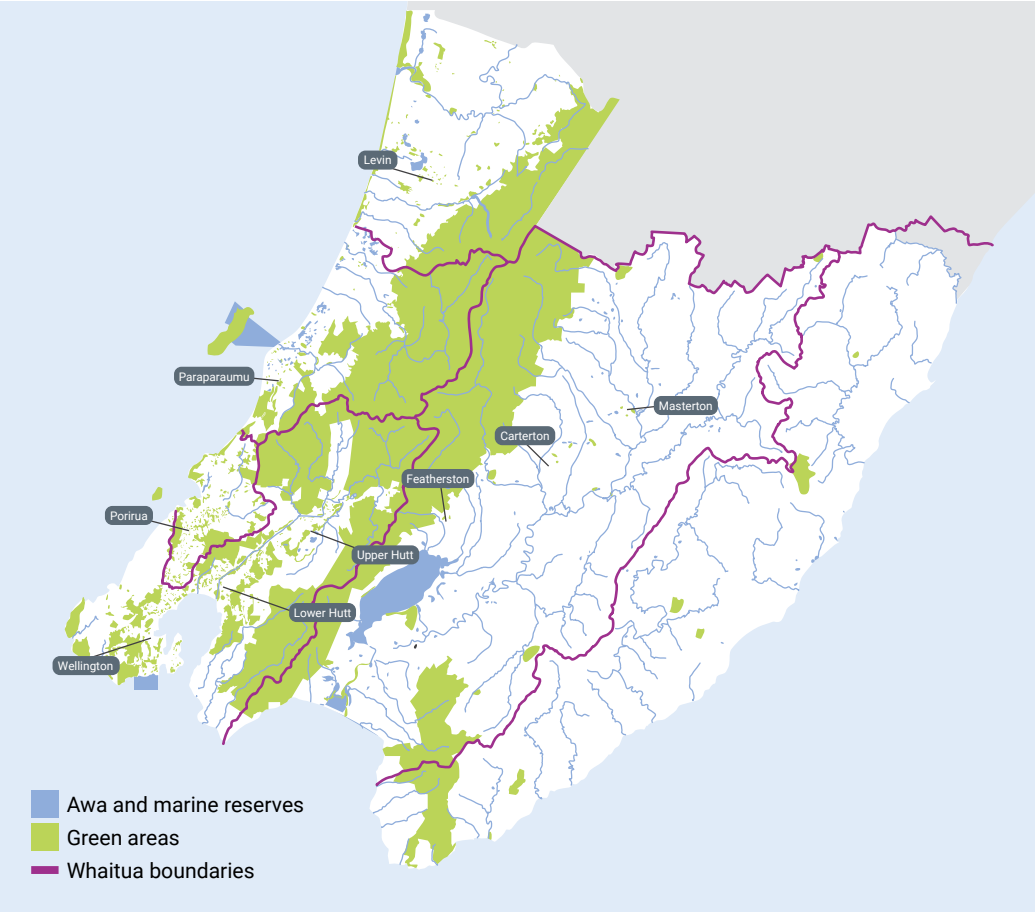 Levin
Paraparaumu
Masterton
Carterton
Featherston
Porirua
Upper Hutt
Lower Hutt
Wellington
Awa and marine reserves
Green areas
Whaitua boundaries